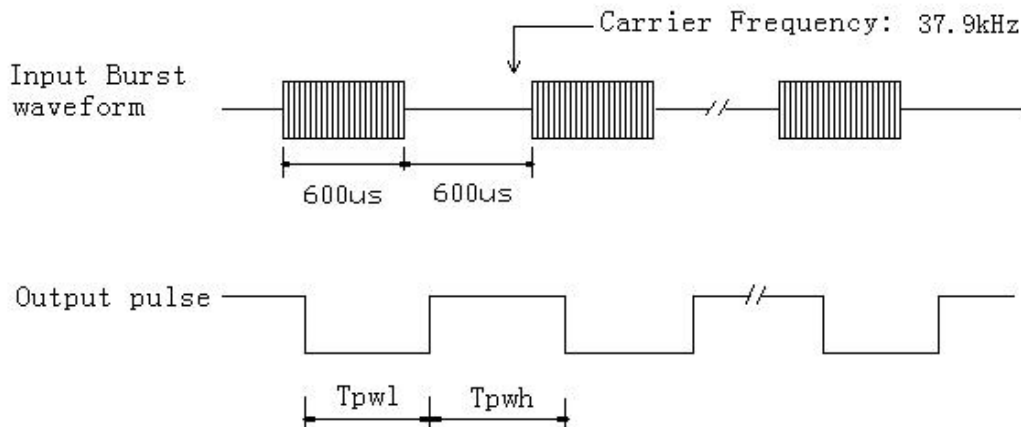 Carrier Frequency: 37.9kHz
Input Burst
waveform
600us
600us
Output pulse
Tpwl
Tpwh